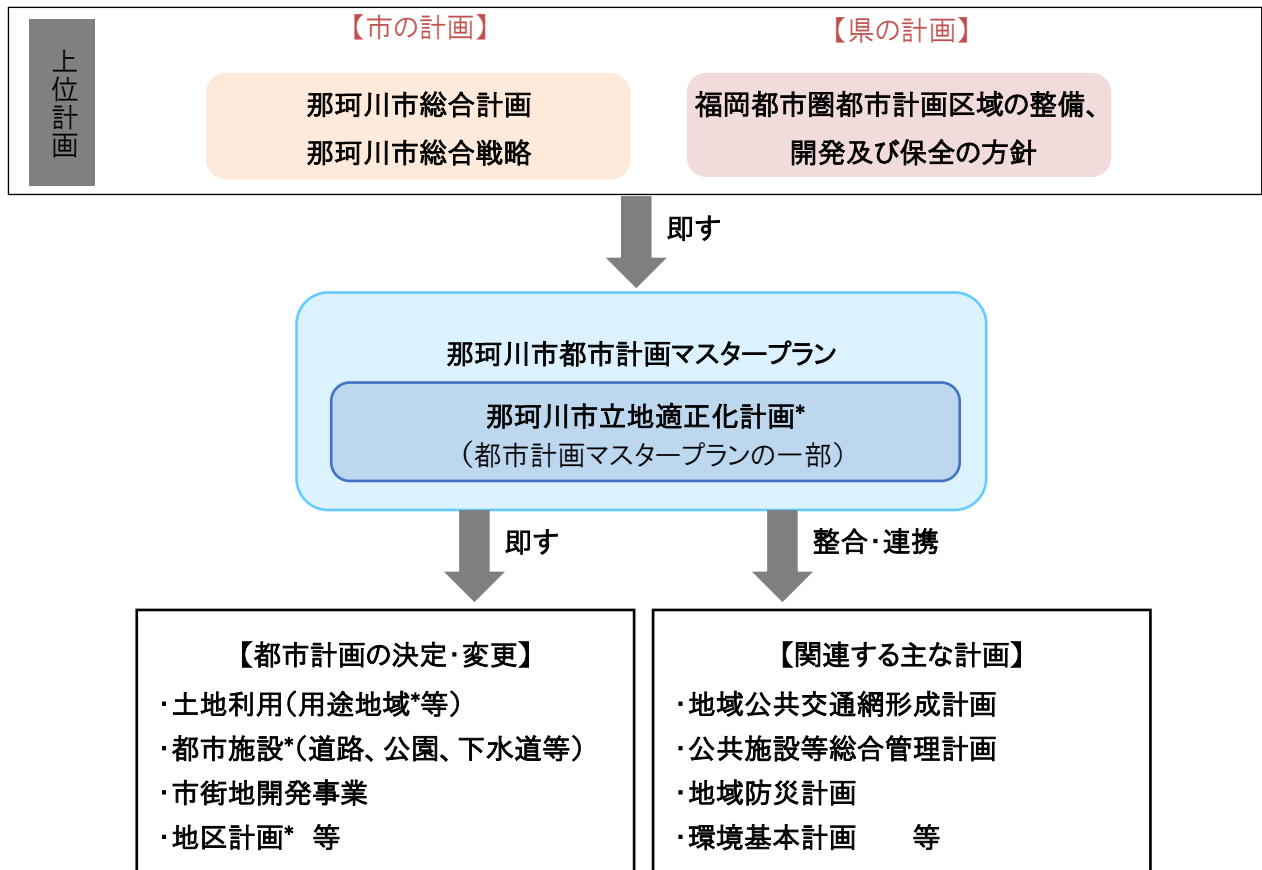 上位計画
【市の計画】
那珂川市総合計画
那珂川市総合戦略
【県の計画】
福岡都市圏都市計画区域の整備、
開発及び保全の方針
即す
那珂川市都市計画マスタープラン
那珂川市立地適正化計画*
（都市計画マスタープランの一部）
即す
整合・連携
【都市計画の決定・変更】
・土地利用（用途地域*等）
・都市施設*（道路、公園、下水道等）
・市街地開発事業
・地区計画* 等
【関連する主な計画】
・地域公共交通網形成計画
・公共施設等総合管理計画
・地域防災計画
・環境基本計画　　等